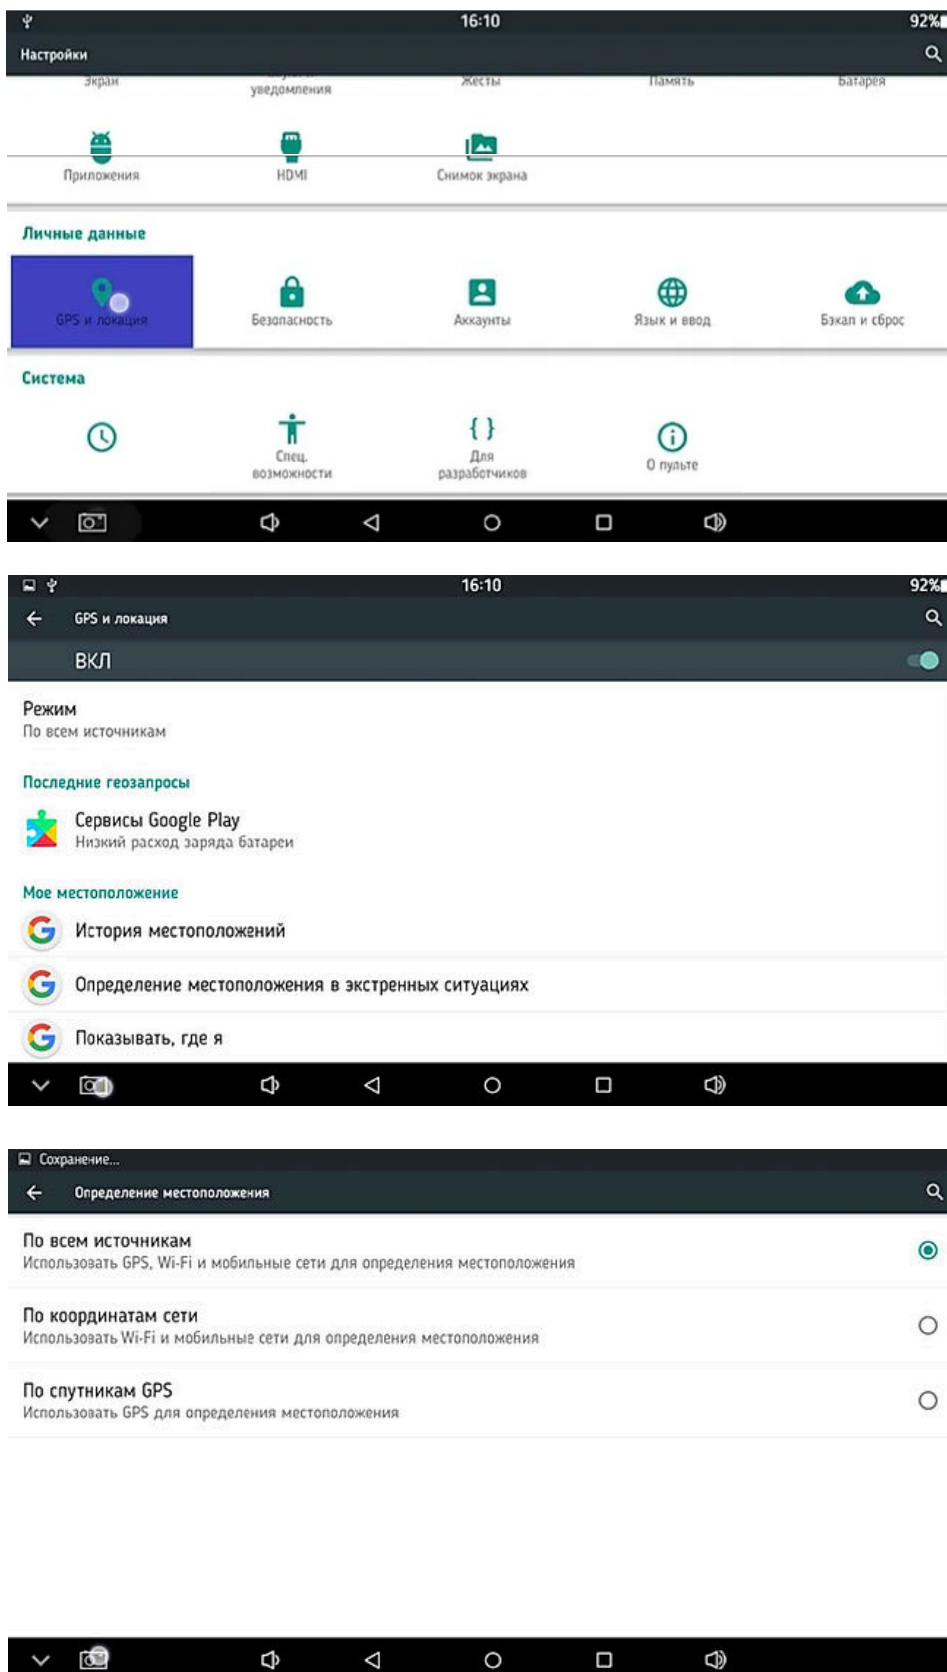 16:10
92%
Настройки
Экран
уведомления
Жесты
Память
Батарея
Приложения
HDMI
Снимок экрана
Личные данные
GPS и локация
Безопасность
Аккаунты
Язык и ввод
Бэкап и сброс
Система
Спец.
возможности
Для
разработчиков
О пульте
16:10
92%
GPS и локация
ВКЛ
Режим
По всем источникам
Последние геозапросы
Сервисы Google Play
Низкий расход заряда батареи
Мое местоположение
История местоположений
Определение местоположения в экстренных ситуациях
Показывать, где я
Сохранение...
Определение местоположения
По всем источникам
Использовать GPS, Wi-Fi и мобильные сети для определения местоположения
По координатам сети
Использовать Wi-Fi и мобильные сети для определения местоположения
По спутникам GPS
Использовать GPS для определения местоположения